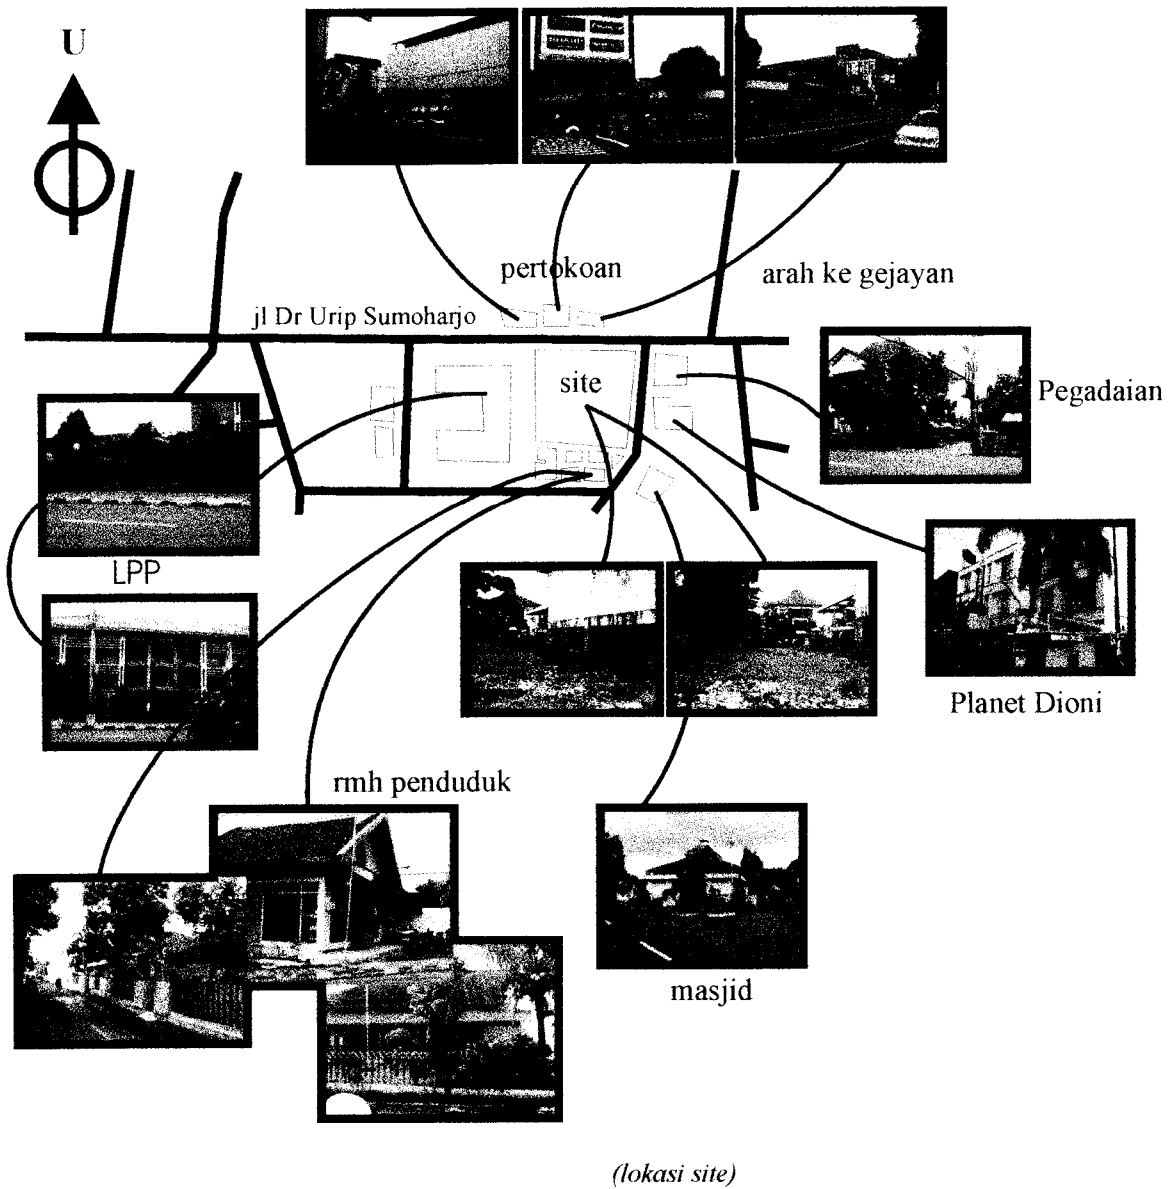 U
pertokoan
arah ke gejayan
jl Dr Urip Sumoharjo
site
Pegadaian
LPP
Planet Dioni
rmh penduduk
masjid
(lokasi site)